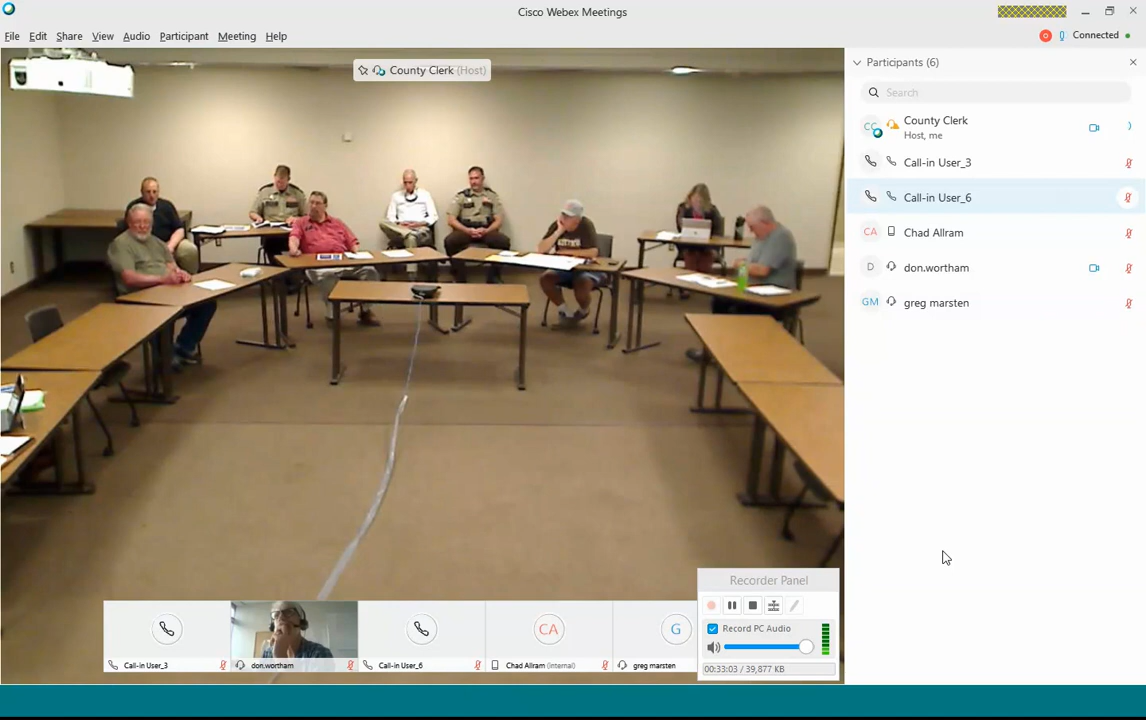 Cisco Webex Meetings
File Edit Share View Audio Participant Meeting Help
Connected
County Clerk (Host)
Participants (6)
Search
CC County Clerk
Host, me
Call-in User_3
Call-in User_6
CA Chad Allram
D don.wortham
GM greg marsten
Recorder Panel
Record PC Audio
00:33:03 / 39,877 KB
CA
G
Call-in User_3
don.wortham
Call-in User_6
Chad Allram (Internal)
greg marsten